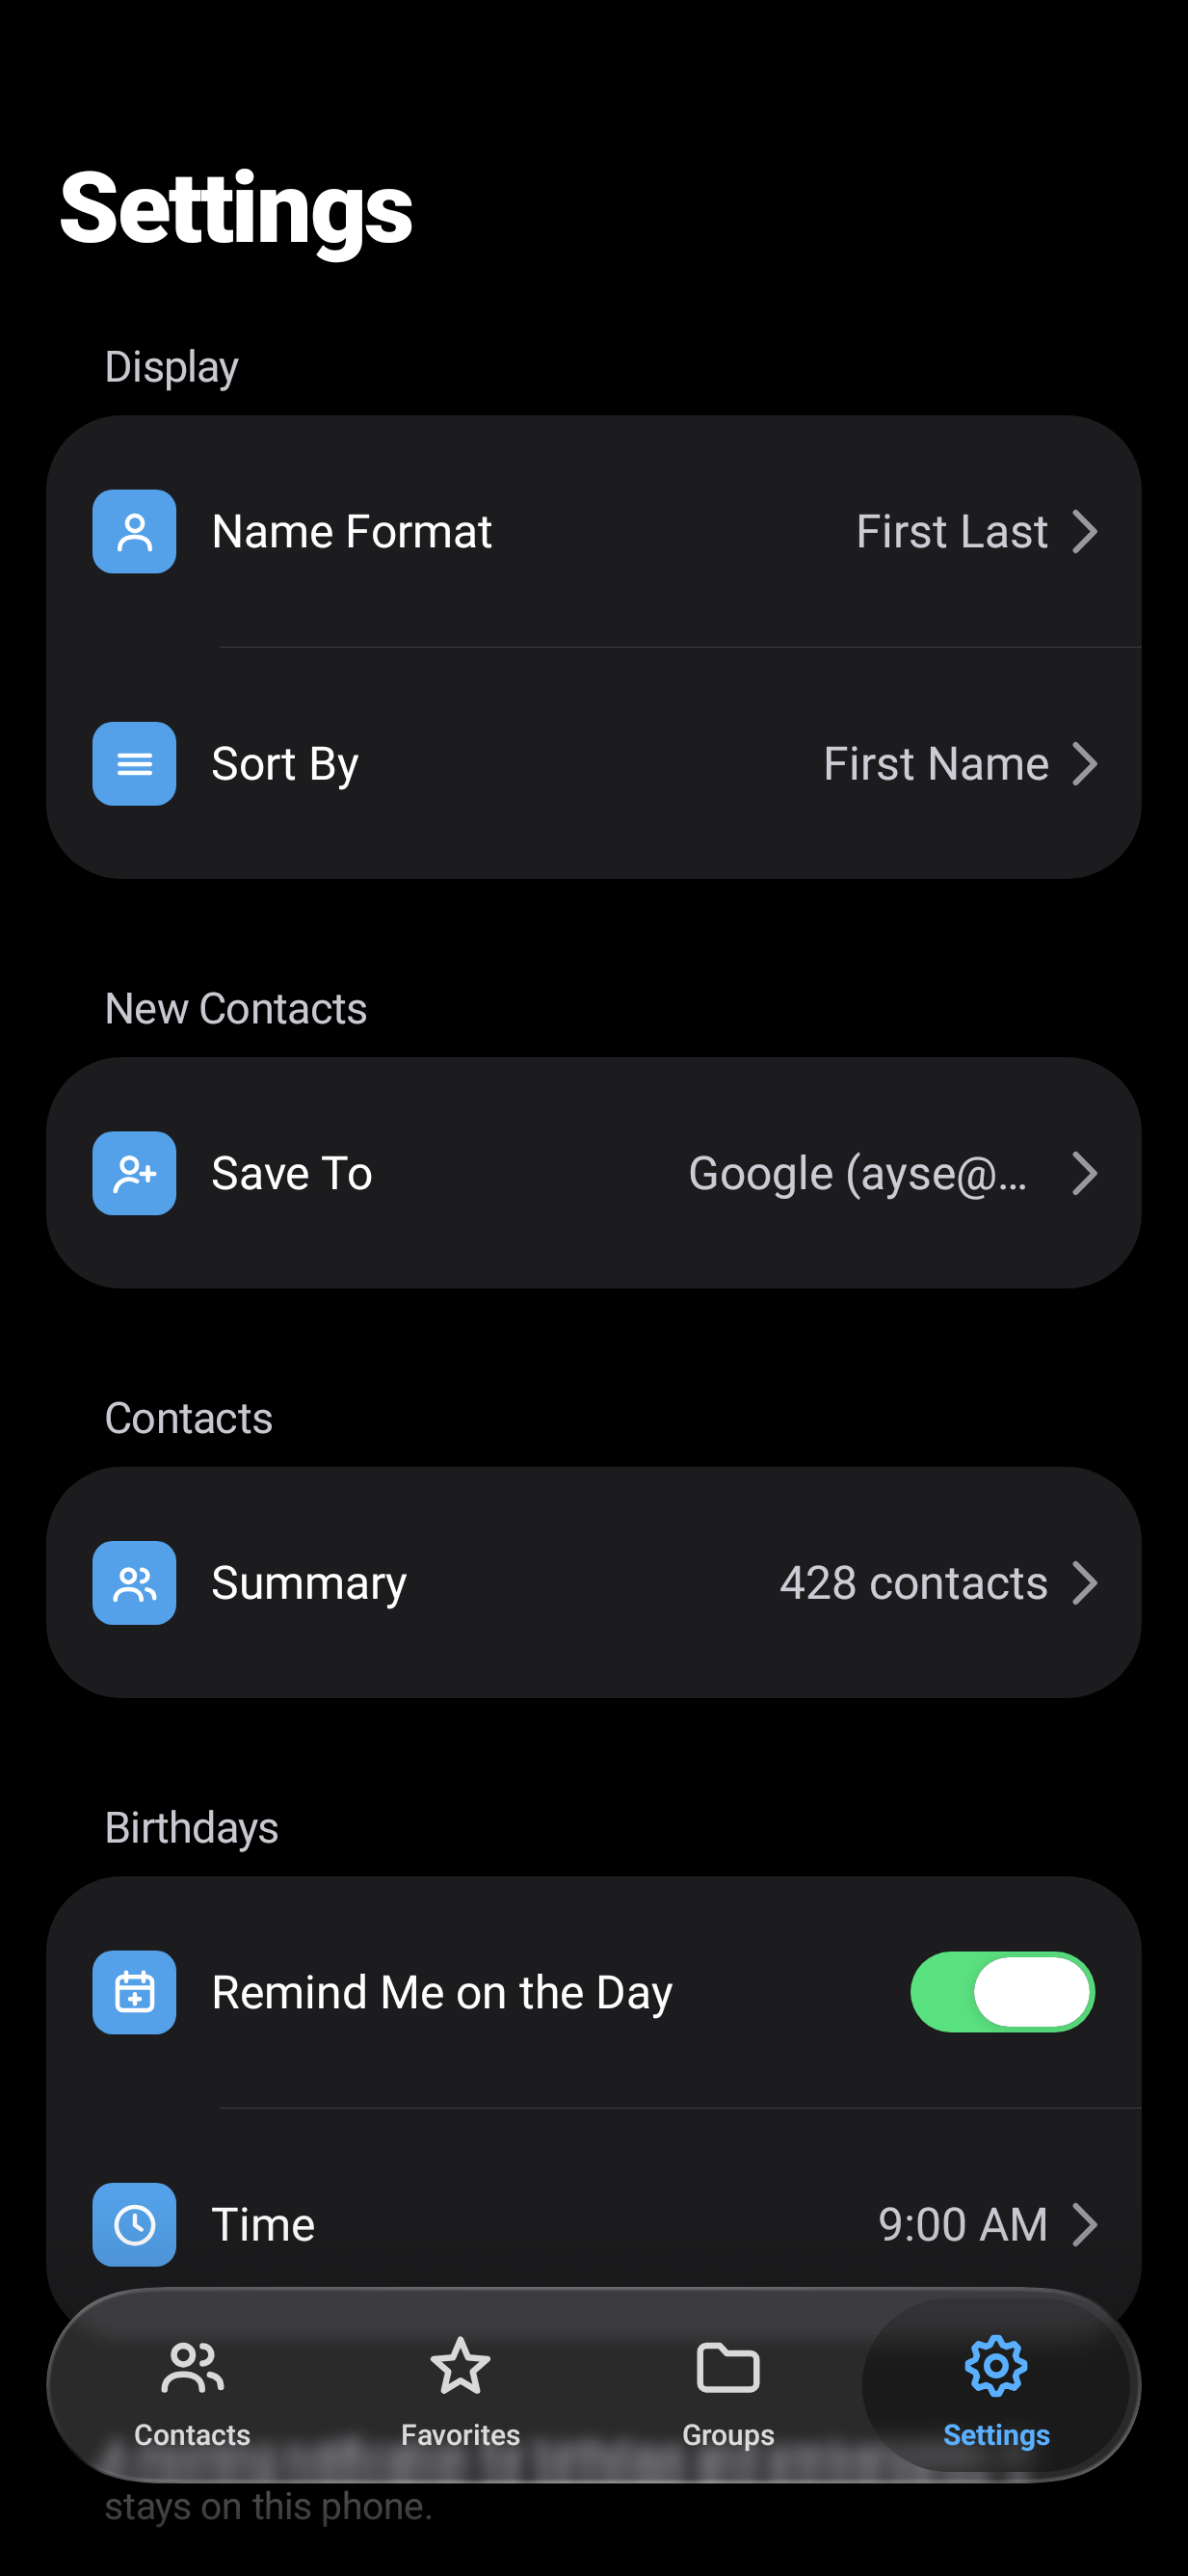 Settings
Display
Name Format First Last
Sort By First Name
New Contacts
Save To Google (ayse@...
Contacts
Summary 428 contacts
Birthdays
Remind Me on the Day
Time 9:00 AM
Contacts Favorites Groups Settings
stays on this phone.